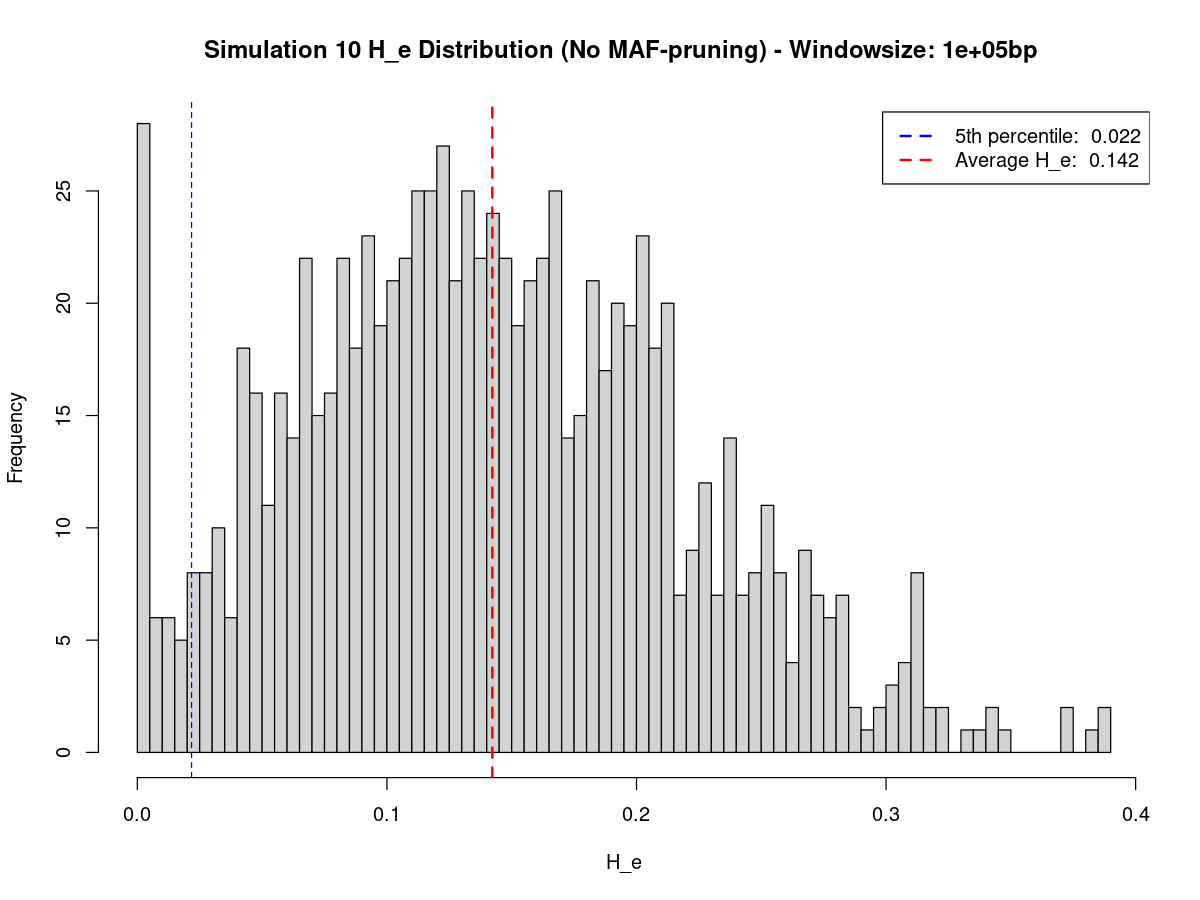 Simulation 10 H_e Distribution (No MAF-pruning) - Windowsize: 1e+05bp
5th percentile: 0.022
Average H_e: 0.142
Frequency
25
20
15
10
5
0
0.0 0.1 0.2 0.3 0.4
H_e